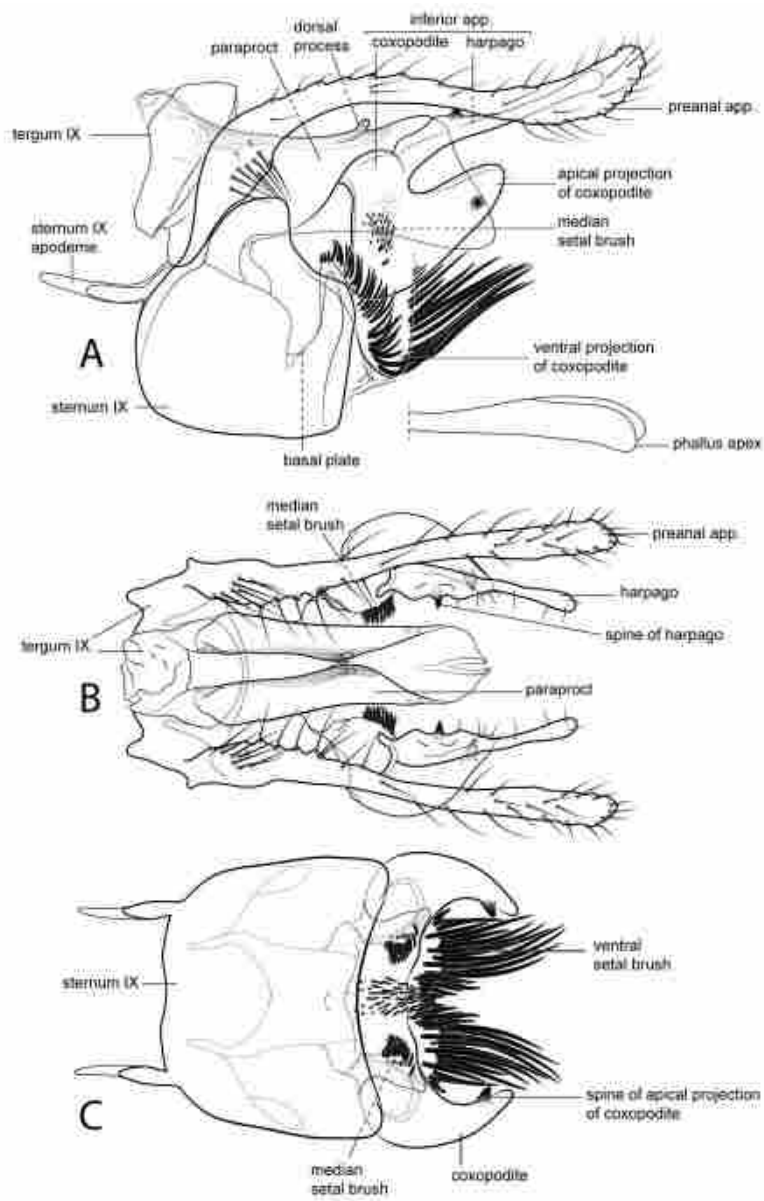 inferior app.
dorsal
process
coxopodite
harpago
paraproct
preanal app.
tergum IX
apical projection
of coxopodite
sternum IX
apodeme
median
setal brush
A
ventral projection
of coxopodite
sternum IX
basal plate
phallus apex
median
setal brush
preanal app.
harpago
spine of harpago
tergum IX
B
paraproct
ventral
setal brush
sternum IX
C
spine of apical projection
of coxopodite
median
setal brush
coxopodite